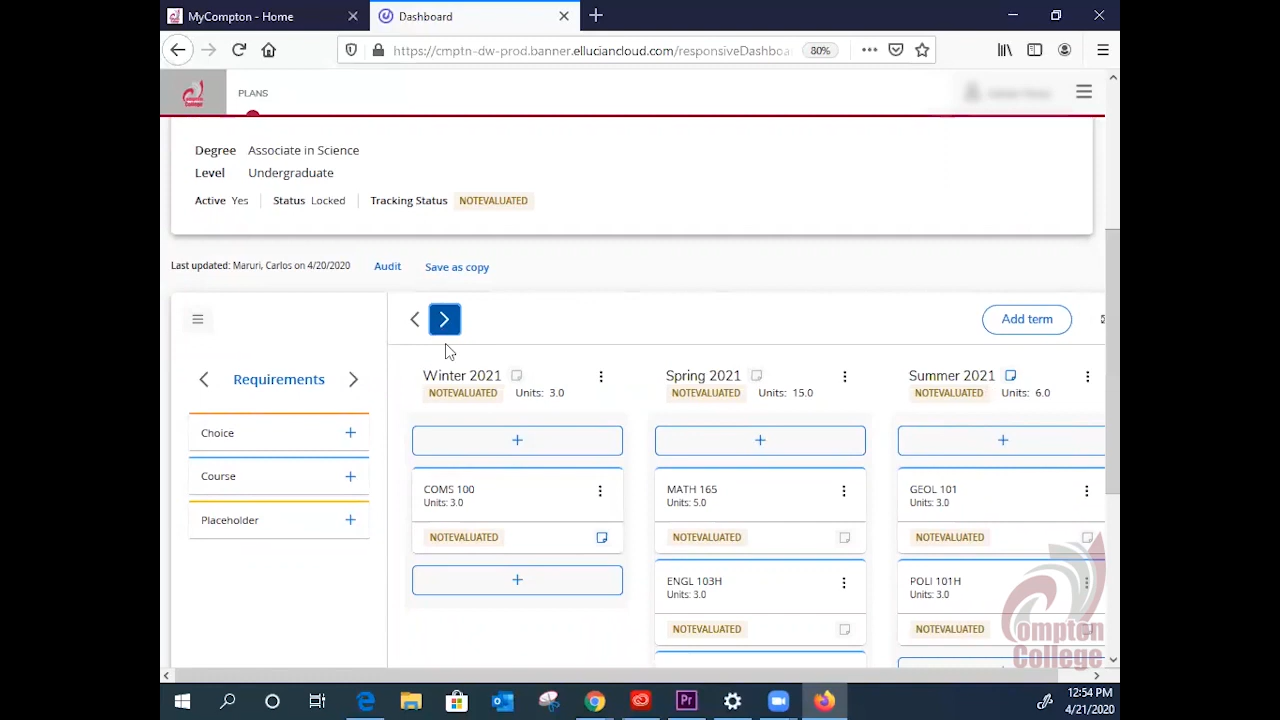 MyCompton - Home
Dashboard
https://cmptn-dw-prod.banner.elluciancloud.com/responsiveDashbo
80%
Compton
College
PLANS
Degree Associate in Science
Level Undergraduate
Active Yes Status Locked Tracking Status NOTEVALUATED
Last updated: Maruri, Carlos on 4/20/2020 Audit Save as copy
Add term
Requirements
Choice
Course
Placeholder
Winter 2021
NOTEVALUATED Units: 3.0
COMS 100
Units: 3.0
NOTEVALUATED
Spring 2021
NOTEVALUATED Units: 15.0
MATH 165
Units: 5.0
NOTEVALUATED
ENGL 103H
Units: 3.0
NOTEVALUATED
Summer 2021
NOTEVALUATED Units: 6.0
GEOL 101
Units: 3.0
NOTEVALUATED
POLI 101H
Units: 3.0
NOTEVALUATED
Compton
College
Pr
12:54 PM
4/21/2020